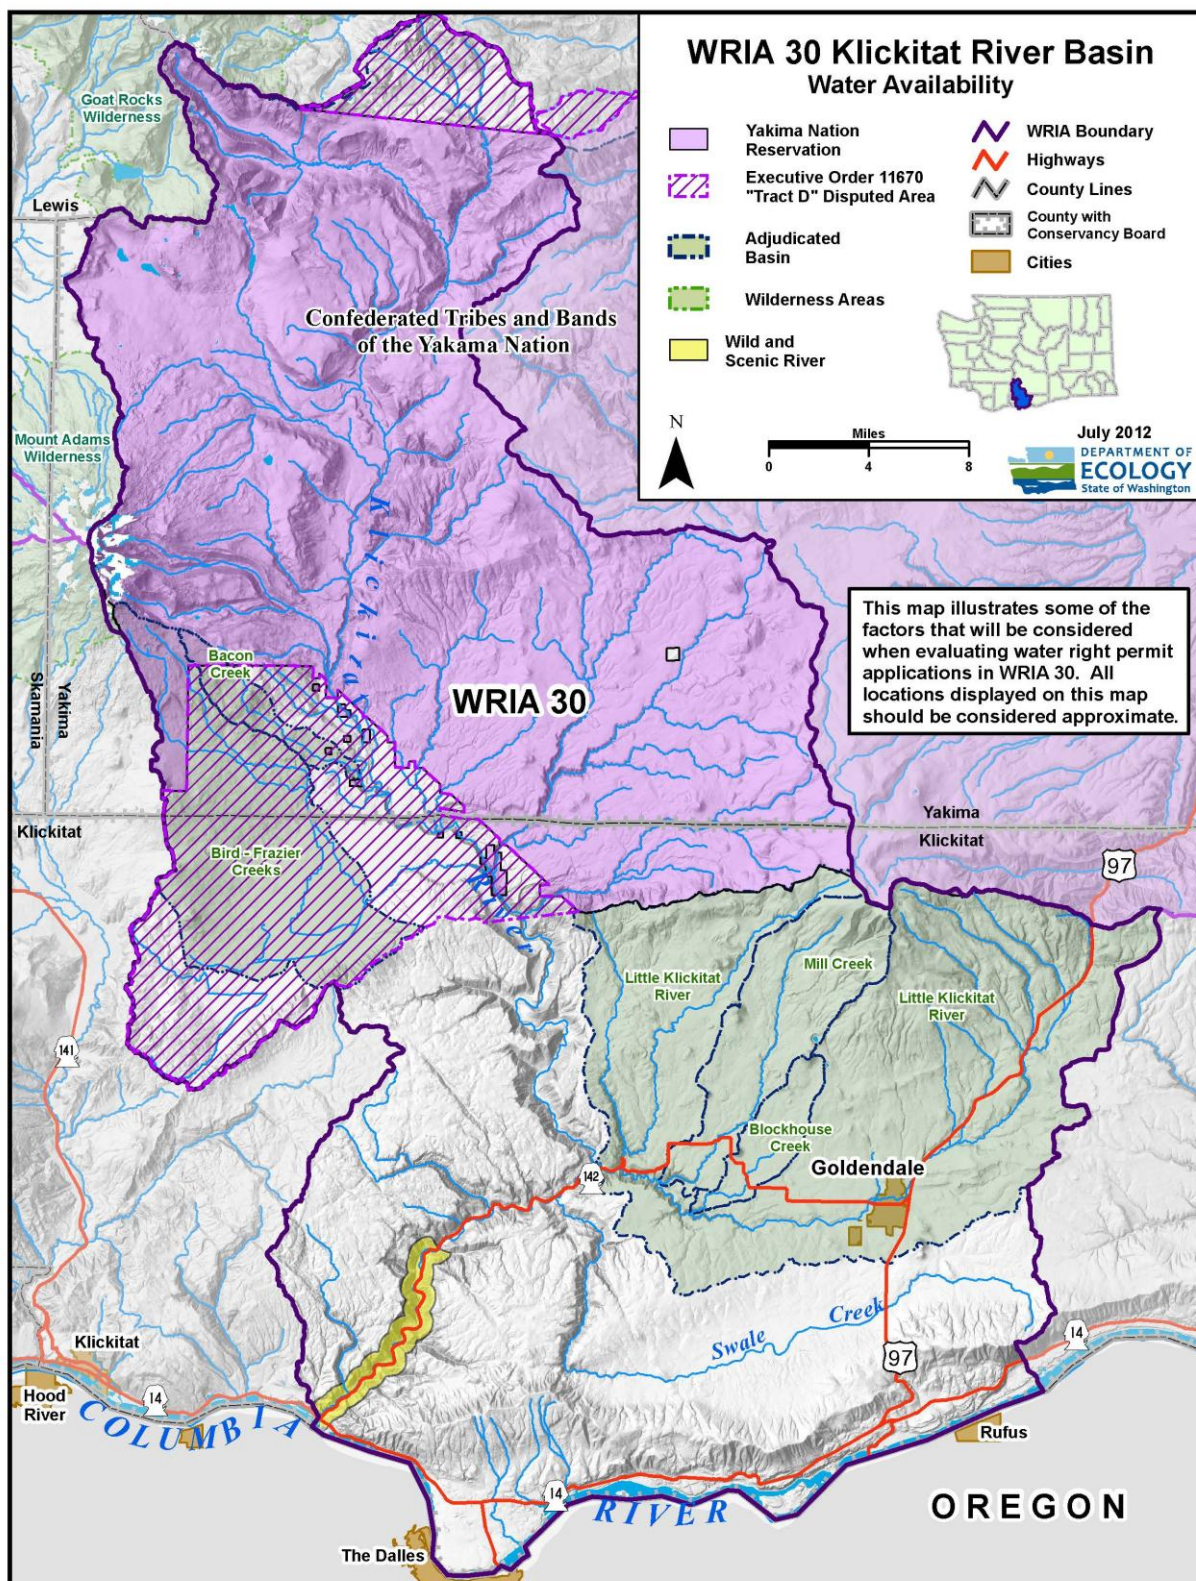 WRIA 30 Klickitat River Basin
Water Availability
Yakima Nation
Reservation
Executive Order 11670
"Tract D" Disputed Area
Adjudicated
Basin
Wilderness Areas
Wild and
Scenic River
WRIA Boundary
Highways
County Lines
County with
Conservancy Board
Cities
N
Miles
0 4 8
July 2012
DEPARTMENT OF
ECOLOGY
State of Washington
This map illustrates some of the
factors that will be considered
when evaluating water right permit
applications in WRIA 30. All
locations displayed on this map
should be considered approximate.
Goat Rocks
Wilderness
Lewis
Confederated Tribes and Bands
of the Yakama Nation
Mount Adams
Wilderness
Klickitat
River
Bacon
Creek
Skamania
Yakima
WRIA 30
Klickitat
Yakima
Klickitat
97
Bird - Frazier
Creeks
Little Klickitat
River
Mill Creek
Little Klickitat
River
141
Blockhouse
Creek
Goldendale
142
Swale Creek
97
14
Klickitat
Hood
River
14
COLUMBIA
RIVER
14
Rufus
The Dalles
OREGON